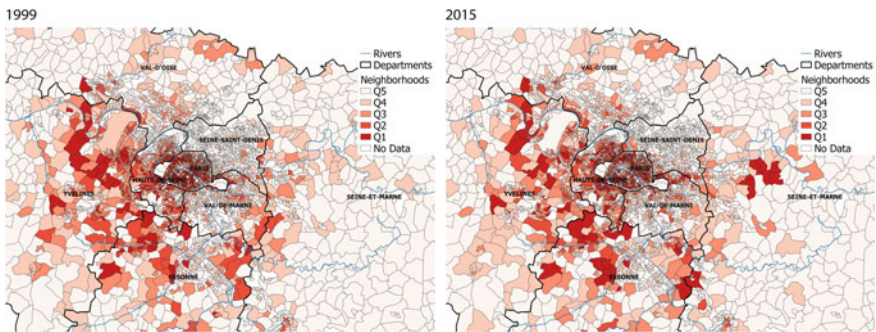 1999
Rivers
Departments
Neighborhoods
Q5
Q4
Q3
Q2
Q1
No Data
VAL-D'OISE
SEINE-SAINT-DENIS
PARIS
HAUTS-DE-SEINE
YVELINES
VAL-DE-MARNE
SEINE-ET-MARNE
ESSONNE
2015
Rivers
Departments
Neighborhoods
Q5
Q4
Q3
Q2
Q1
No Data
VAL-D'OISE
SEINE-SAINT-DENIS
PARIS
HAUTS-DE-SEINE
YVELINES
VAL-DE-MARNE
SEINE-ET-MARNE
ESSONNE